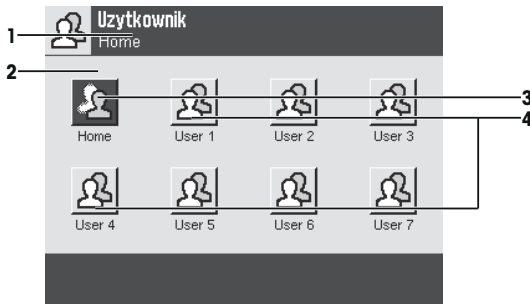 Uzytkownik
1 Home
2
3
4
Home User 1 User 2 User 3
User 4 User 5 User 6 User 7